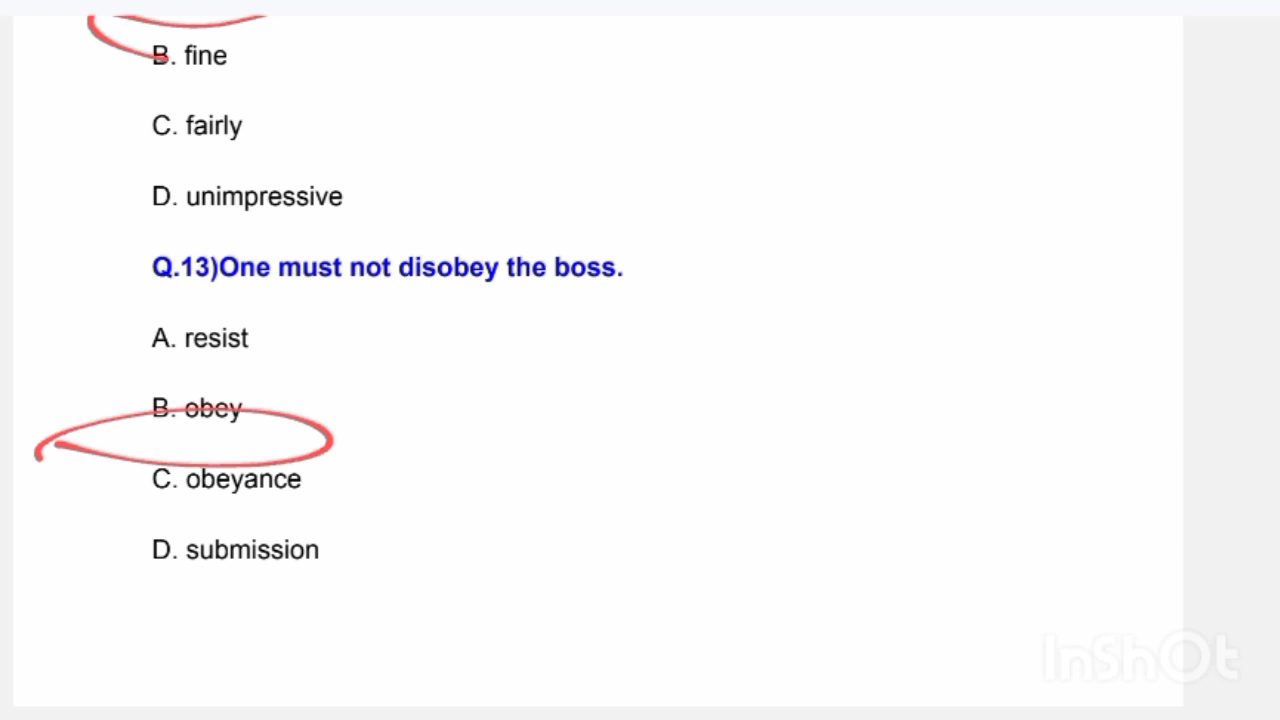 B. fine
C. fairly
D. unimpressive
Q.13)One must not disobey the boss.
A. resist
B. obey
C. obeyance
D. submission
InShOt